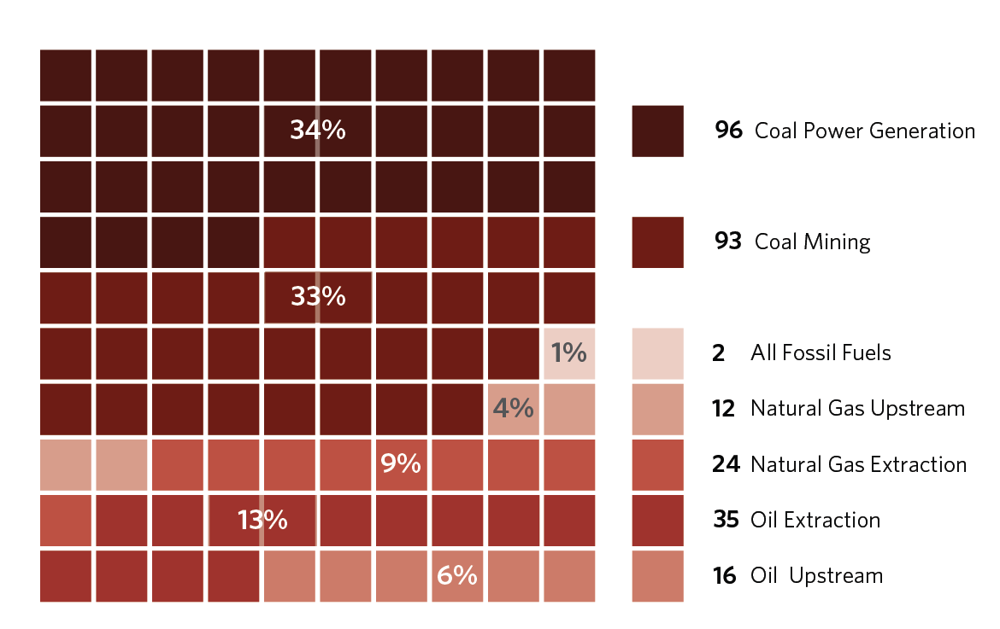 34%
96 Coal Power Generation
93 Coal Mining
33%
1%
2 All Fossil Fuels
4%
12 Natural Gas Upstream
9%
24 Natural Gas Extraction
13%
35 Oil Extraction
6%
16 Oil Upstream